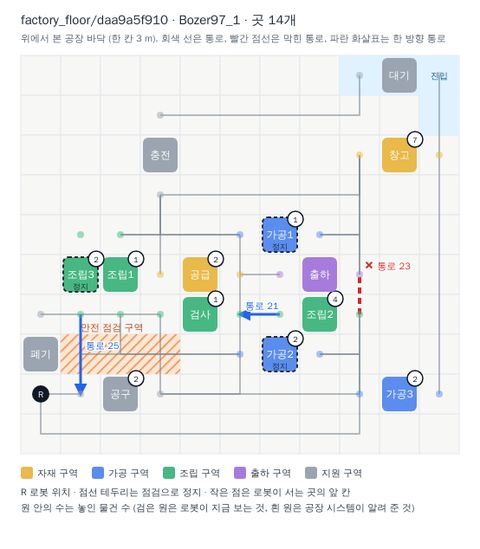 factory_floor/daa9a5f910 · Bozer97_1 · 곳 14개
위에서 본 공장 바닥 (한 칸 3 m). 회색 선은 통로, 빨간 점선은 막힌 통로, 파란 화살표는 한 방향 통로
대기
충전
창고
7
가공1
정지
1
조립3
정지
2
조립1
1
공급
2
출하
통로 23
검사
1
통로 21
조립2
4
안전 점검 구역
통로 25
폐기
가공2
정지
2
R
공구
2
가공3
2
자재 구역
가공 구역
조립 구역
출하 구역
지원 구역
R 로봇 위치 · 점선 테두리는 점검으로 정지 · 작은 점은 로봇이 서는 곳의 앞 칸
원 안의 수는 놓인 물건 수 (검은 원은 로봇이 지금 보는 것, 흰 원은 공장 시스템이 알려 준 것)